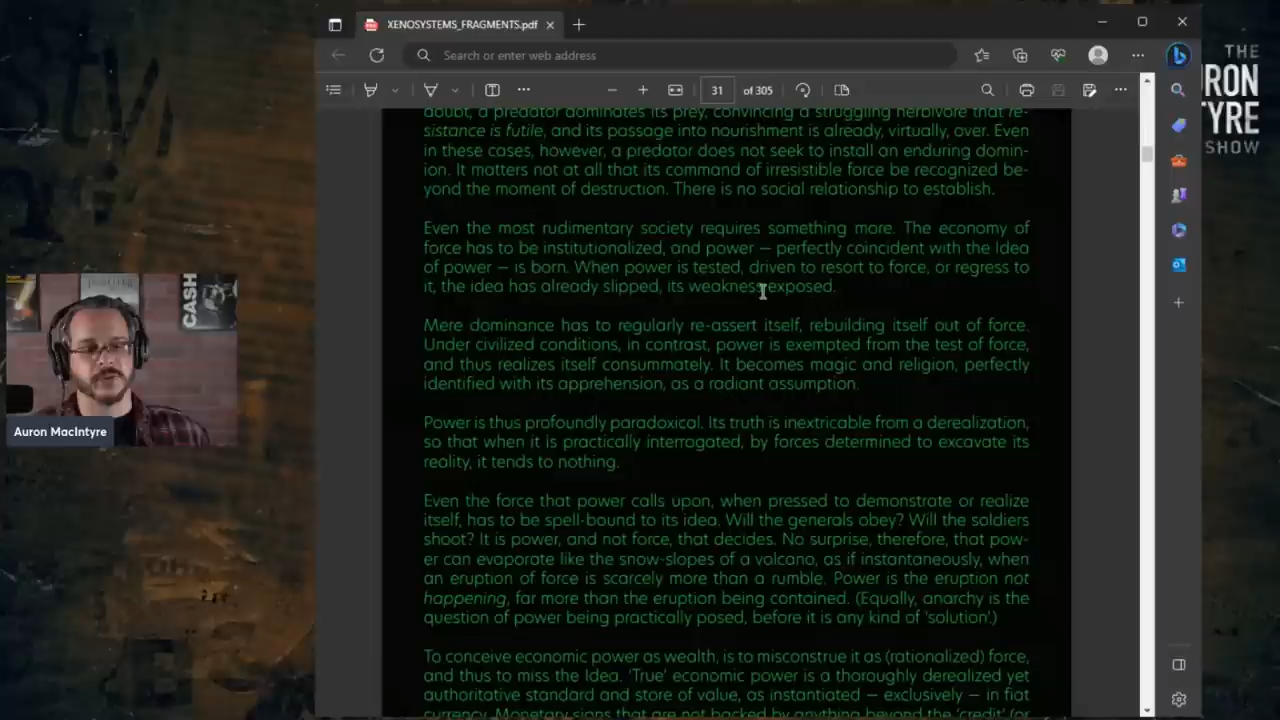 XENOSYSTEMS_FRAGMENTS.pdf
Search or enter web address
31 of 305
THE
RON
TYRE
SHOW
CASH
Auron MacIntyre
doubt, a predator dominates its prey, convincing a struggling herbivore that re-
sistance is futile, and its passage into nourishment is already, virtually, over. Even
in these cases, however, a predator does not seek to install an enduring domin-
ion. It matters not at all that its command of irresistible force be recognized be-
yond the moment of destruction. There is no social relationship to establish.
Even the most rudimentary society requires something more. The economy of
force has to be institutionalized, and power — perfectly coincident with the Idea
of power — is born. When power is tested, driven to resort to force, or regress to
it, the idea has already slipped, its weakness exposed.
Mere dominance has to regularly re-assert itself, rebuilding itself out of force.
Under civilized conditions, in contrast, power is exempted from the test of force,
and thus realizes itself consummately. It becomes magic and religion, perfectly
identified with its apprehension, as a radiant assumption.
Power is thus profoundly paradoxical. Its truth is inextricable from a derealization,
so that when it is practically interrogated, by forces determined to excavate its
reality, it tends to nothing.
Even the force that power calls upon, when pressed to demonstrate or realize
itself, has to be spell-bound to its idea. Will the generals obey? Will the soldiers
shoot? It is power, and not force, that decides. No surprise, therefore, that pow-
er can evaporate like the snow-slopes of a volcano, as if instantaneously, when
an eruption of force is scarcely more than a rumble. Power is the eruption not
happening, far more than the eruption being contained. (Equally, anarchy is the
question of power being practically posed, before it is any kind of 'solution'.)
To conceive economic power as wealth, is to misconstrue it as (rationalized) force,
and thus to miss the Idea. 'True' economic power is a thoroughly derealized yet
authoritative standard and store of value, as instantiated — exclusively — in fiat
currency. Monetary signs that are not backed by anything beyond the 'credit' (or